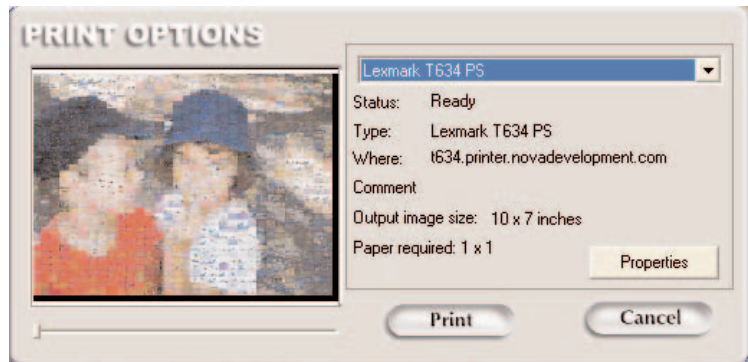 PRINT OPTIONS
Lexmark T634 PS
Status: Ready
Type: Lexmark T634 PS
Where: t634.printer.novadevelopment.com
Comment
Output image size: 10 x 7 inches
Paper required: 1 x 1
Properties
Print Cancel